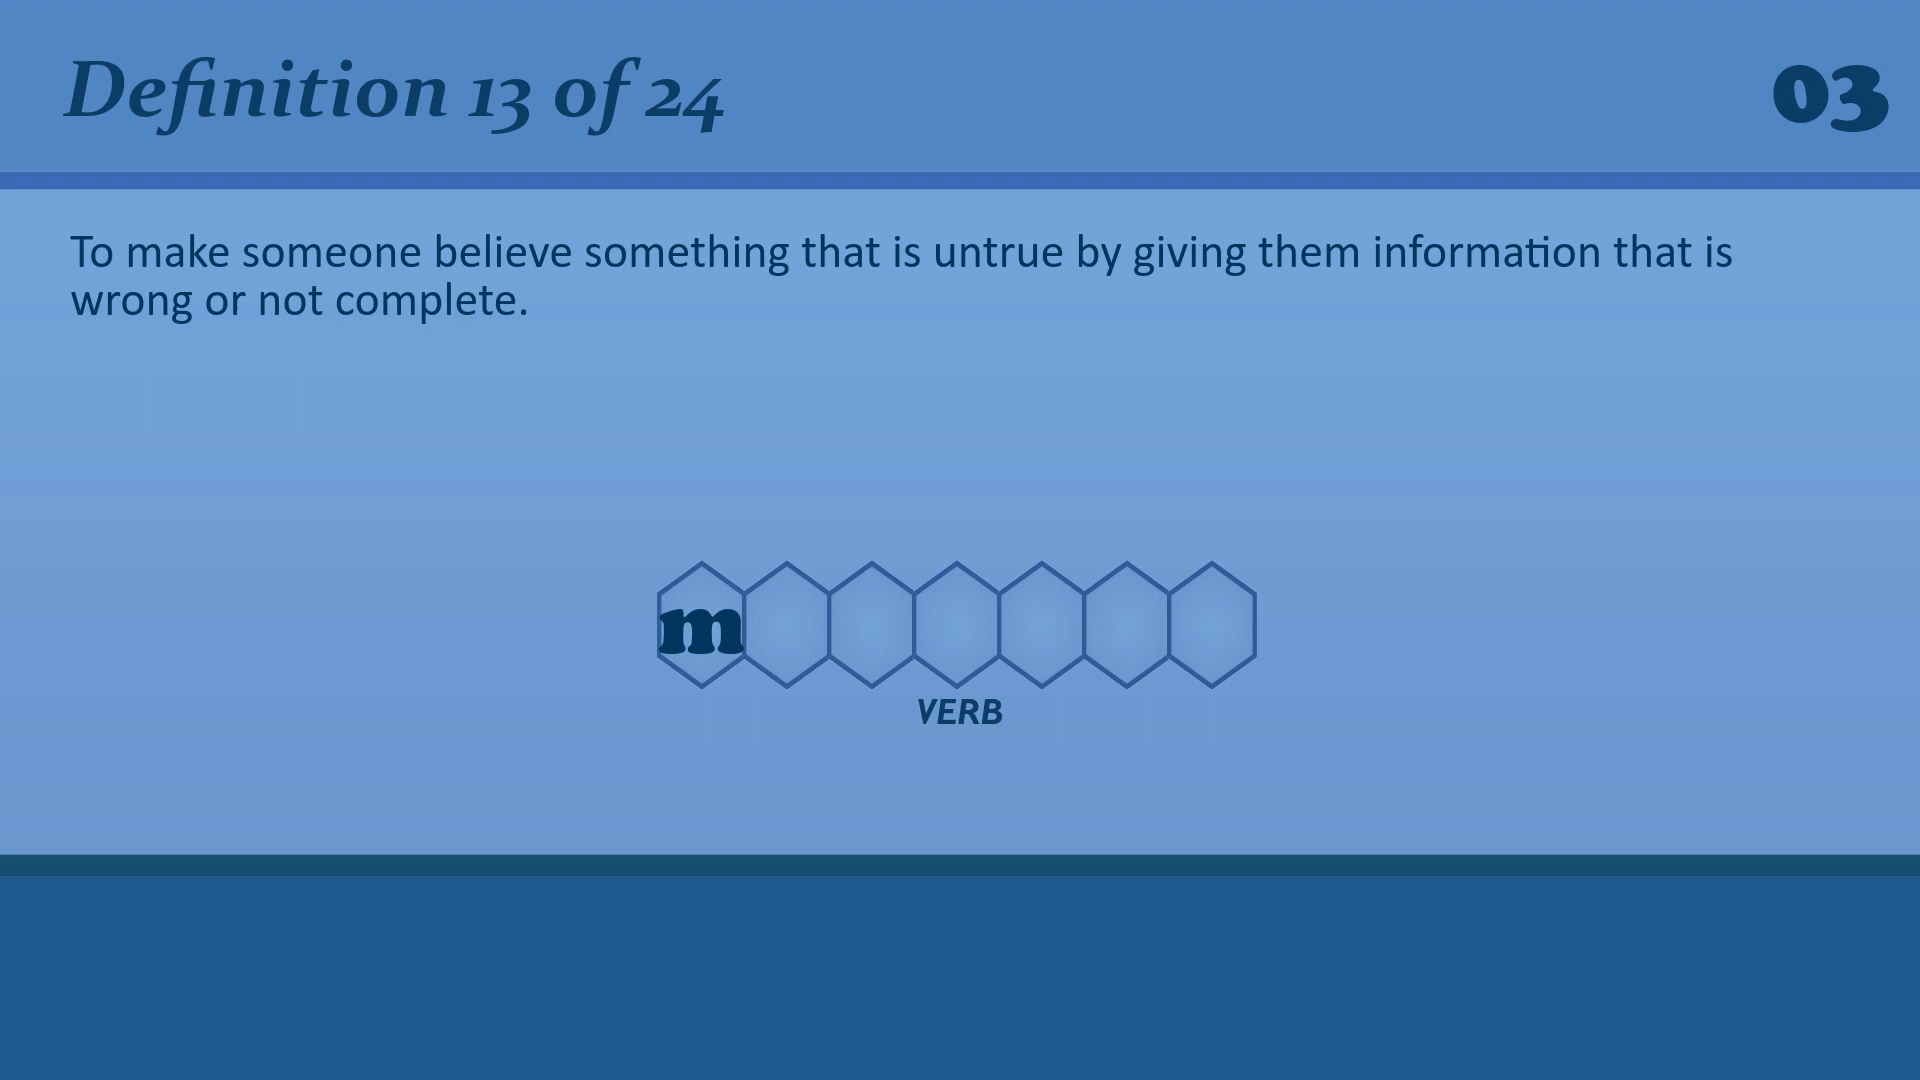 Definition 13 of 24
03
To make someone believe something that is untrue by giving them information that is
wrong or not complete.
m
VERB